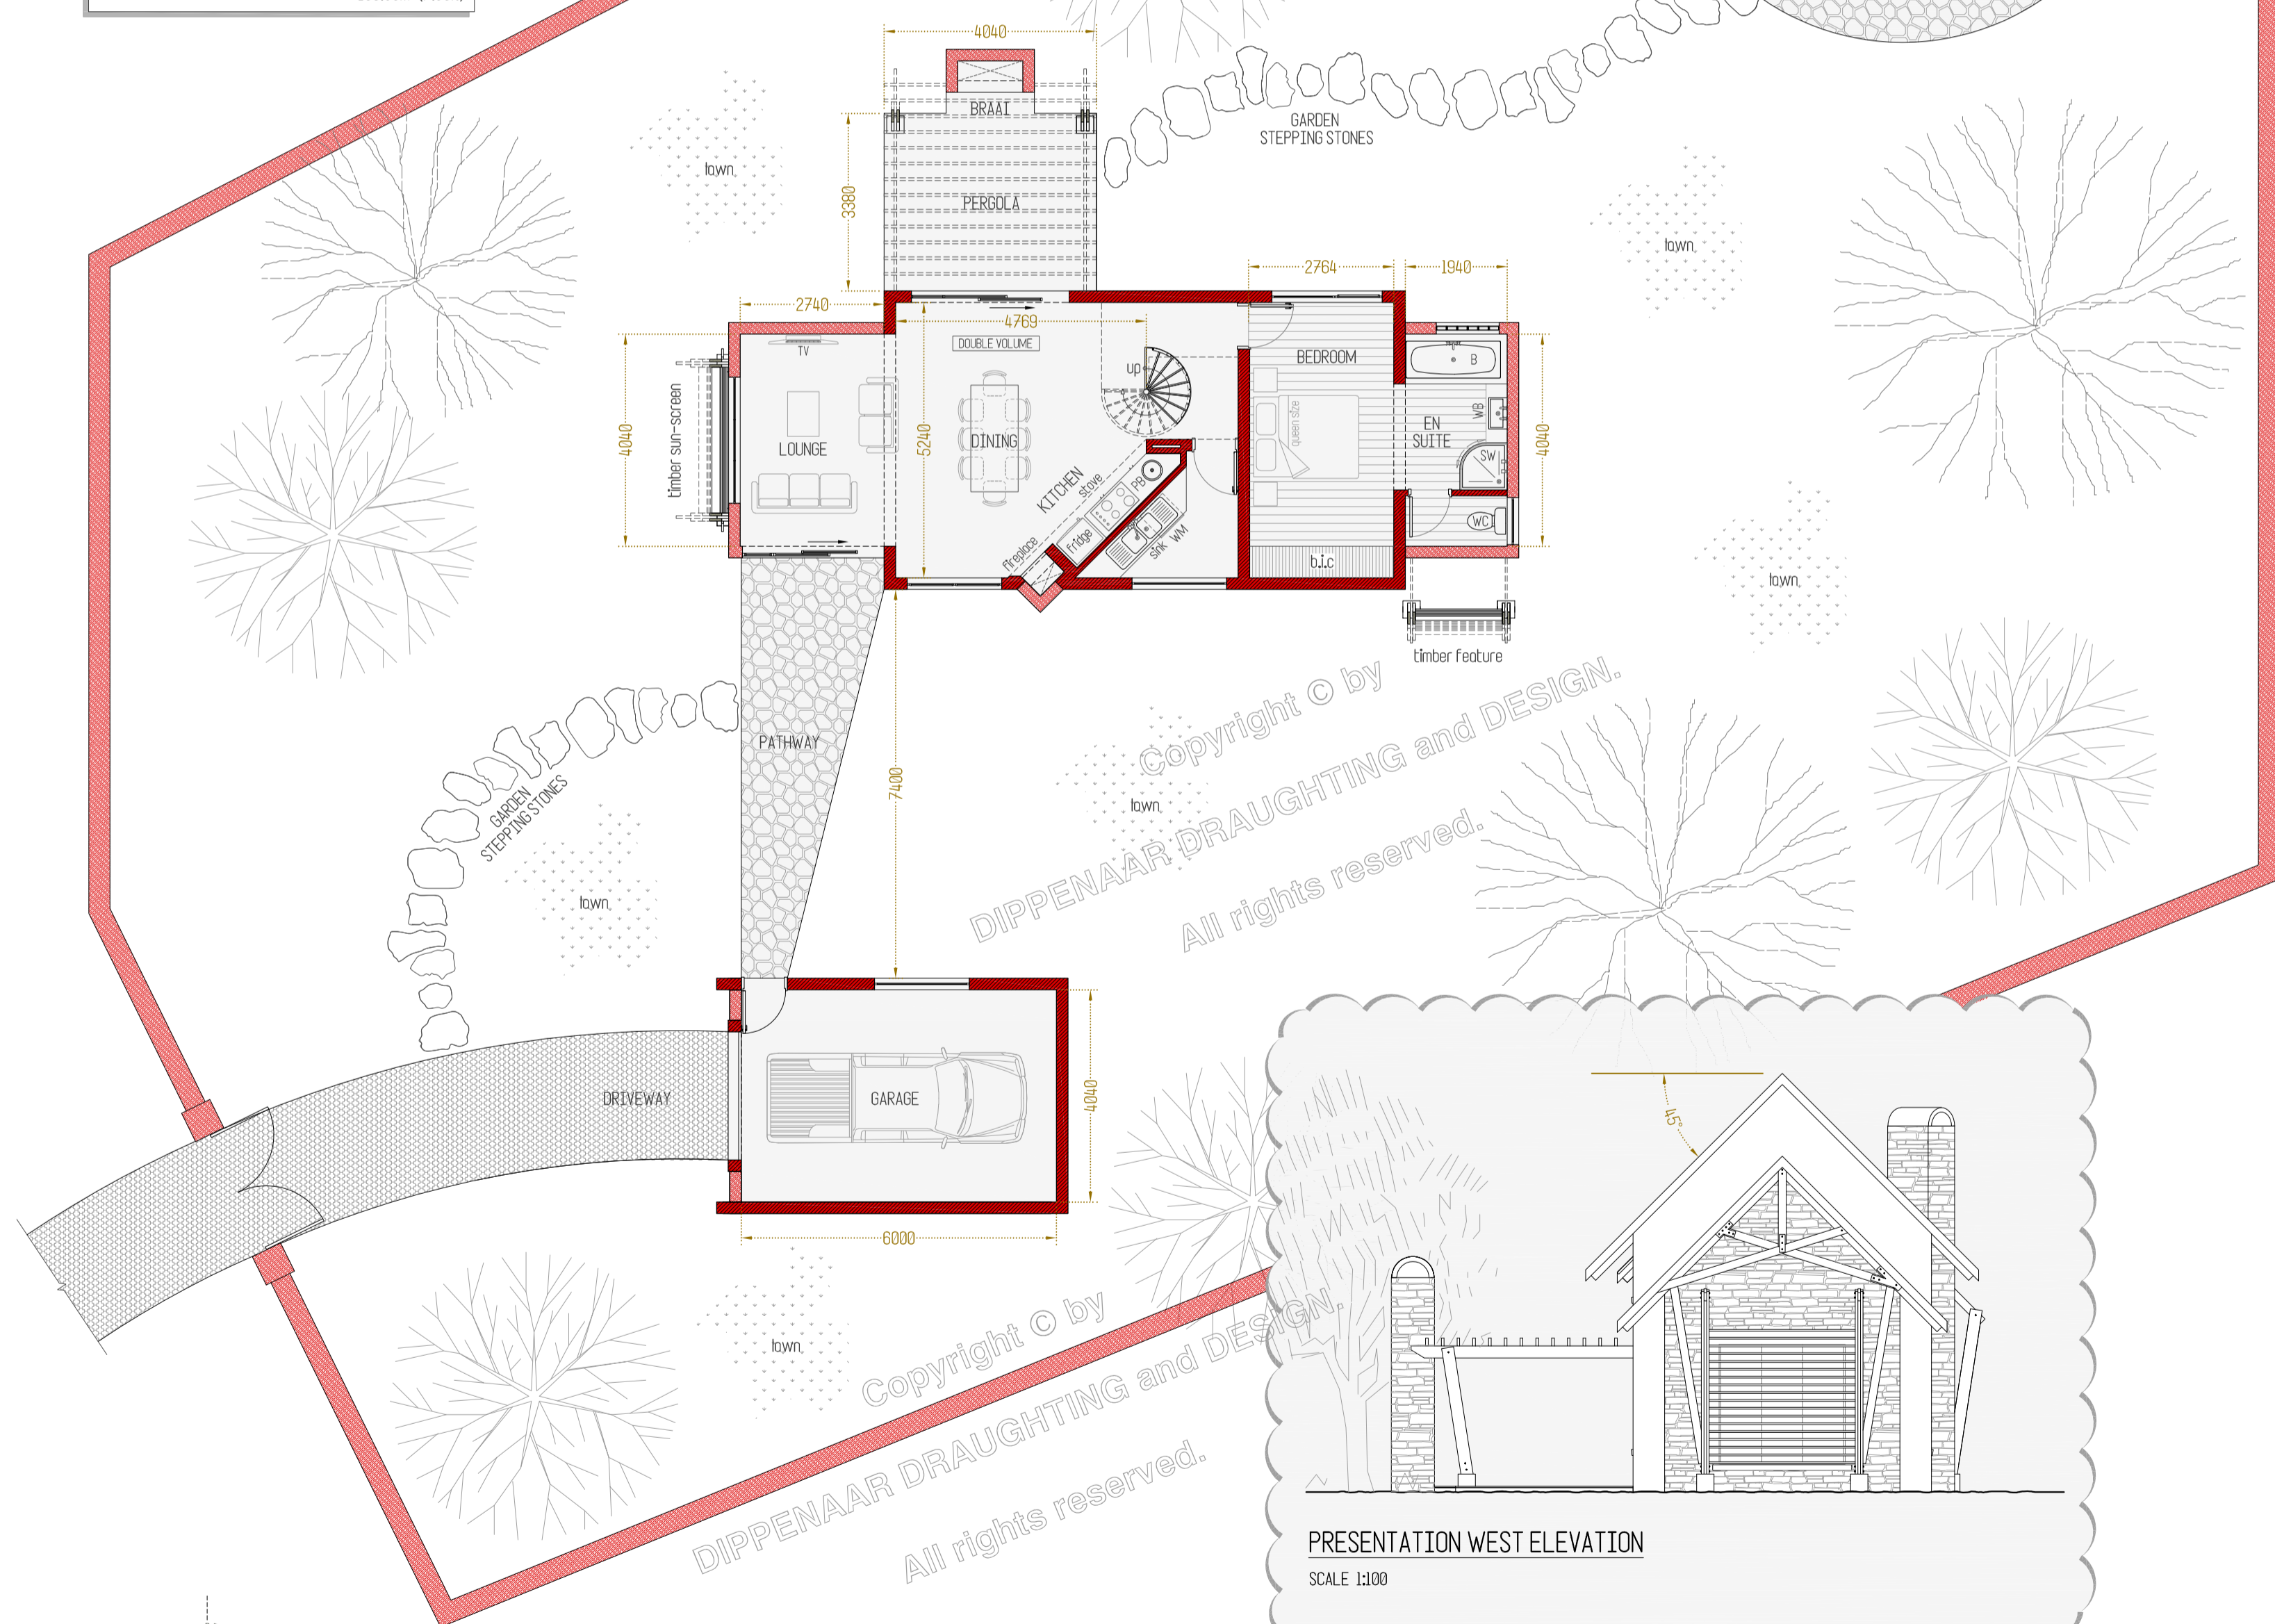 4040
BRAAI
GARDEN
STEPPING STONES
lawn
3380
PERGOLA
lawn
2764
1940
2740
4769
DOUBLE VOLUME
TV
BEDROOM
B
up
timber sun-screen
4040
LOUNGE
DINING
5240
queen size
WB
EN
SUITE
4040
SW
KITCHEN
stove
PB
fridge
fireplace
sink
WM
WC
b.i.c
lawn
timber feature
Copyright © by
DIPPENAAR DRAUGHTING and DESIGN.
All rights reserved.
PATHWAY
7400
lawn
GARDEN
STEPPING STONES
lawn
DRIVEWAY
GARAGE
4040
6000
45°
lawn
Copyright © by
DIPPENAAR DRAUGHTING and DESIGN.
All rights reserved.
PRESENTATION WEST ELEVATION
SCALE 1:100